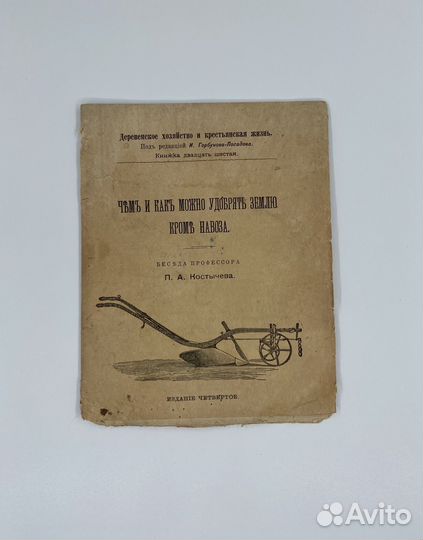 Деревенское хозяйство и крестьянская жизнь.
Подъ редакціей И. Горбунова-Посадова.
Книжка двадцать шестая.
ЧѢМЪ И КАКЪ МОЖНО УДОБРЯТЬ ЗЕМЛЮ
КРОМѢ НАВОЗА.
БЕСѢДА ПРОФЕССОРА
П. А. Костычева.
ИЗДАНІЕ ЧЕТВЕРТОЕ.
Avito